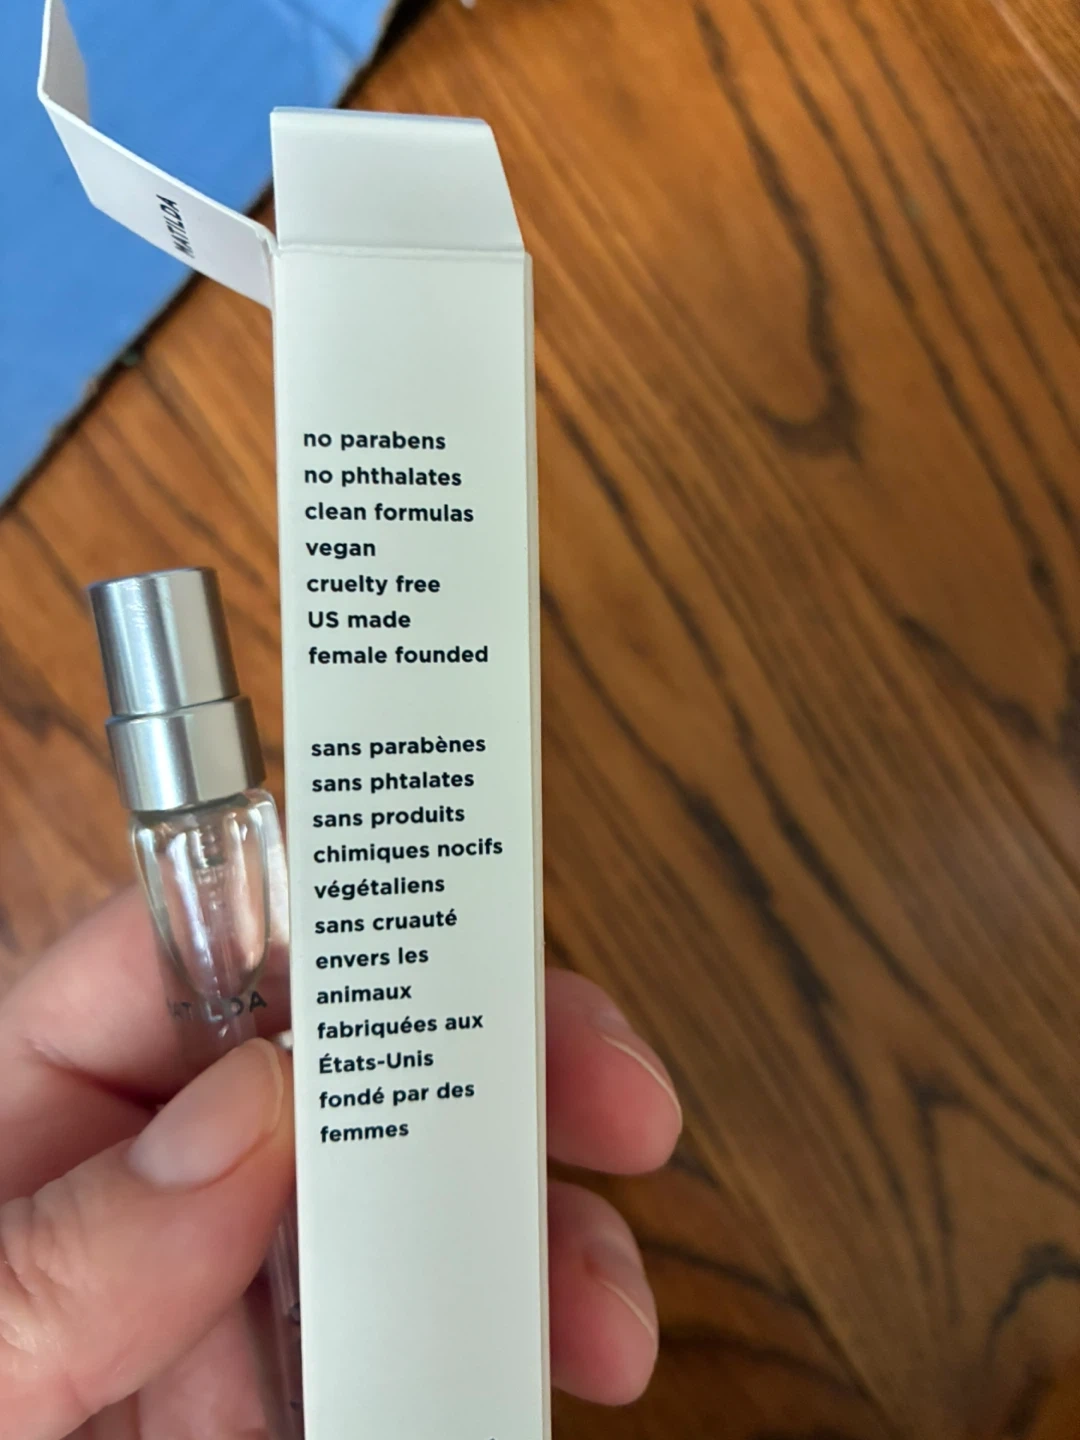 MATILDA
no parabens
no phthalates
clean formulas
vegan
cruelty free
US made
female founded
sans parabènes
sans phtalates
sans produits
chimiques nocifs
végétaliens
sans cruauté
envers les
animaux
fabriquées aux
États-Unis
fondé par des
femmes
MATILDA